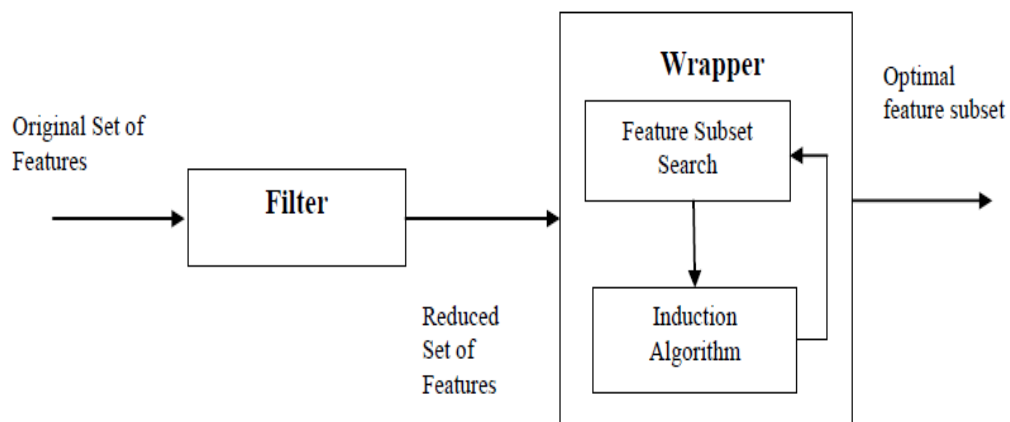 Original Set of
Features
Filter
Reduced
Set of
Features
Wrapper
Feature Subset
Search
Induction
Algorithm
Optimal
feature subset